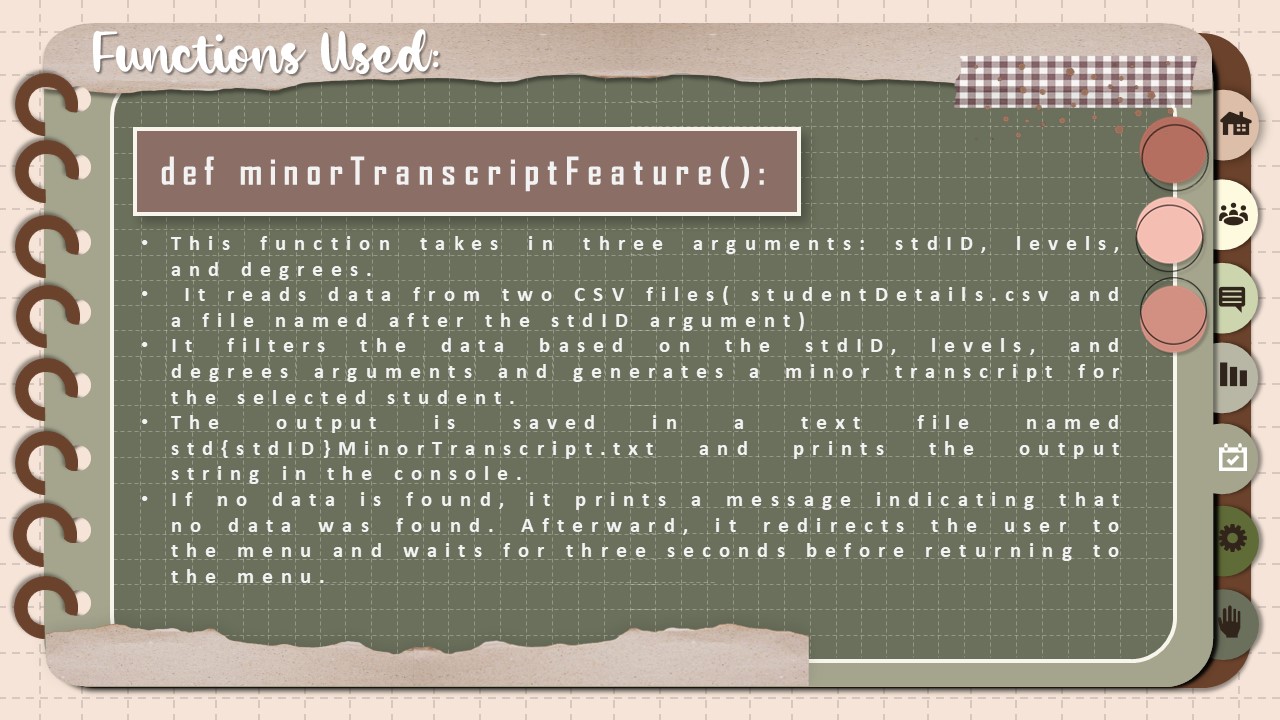 Functions Used:
def minorTranscriptFeature():
• This function takes in three arguments: stdID, levels,
and degrees.
• It reads data from two CSV files( studentDetails.csv and
a file named after the stdID argument)
• It filters the data based on the stdID, levels, and
degrees arguments and generates a minor transcript for
the selected student.
• The output is saved in a text file named
std{stdID}MinorTranscript.txt and prints the output
string in the console.
• If no data is found, it prints a message indicating that
no data was found. Afterward, it redirects the user to
the menu and waits for three seconds before returning to
the menu.